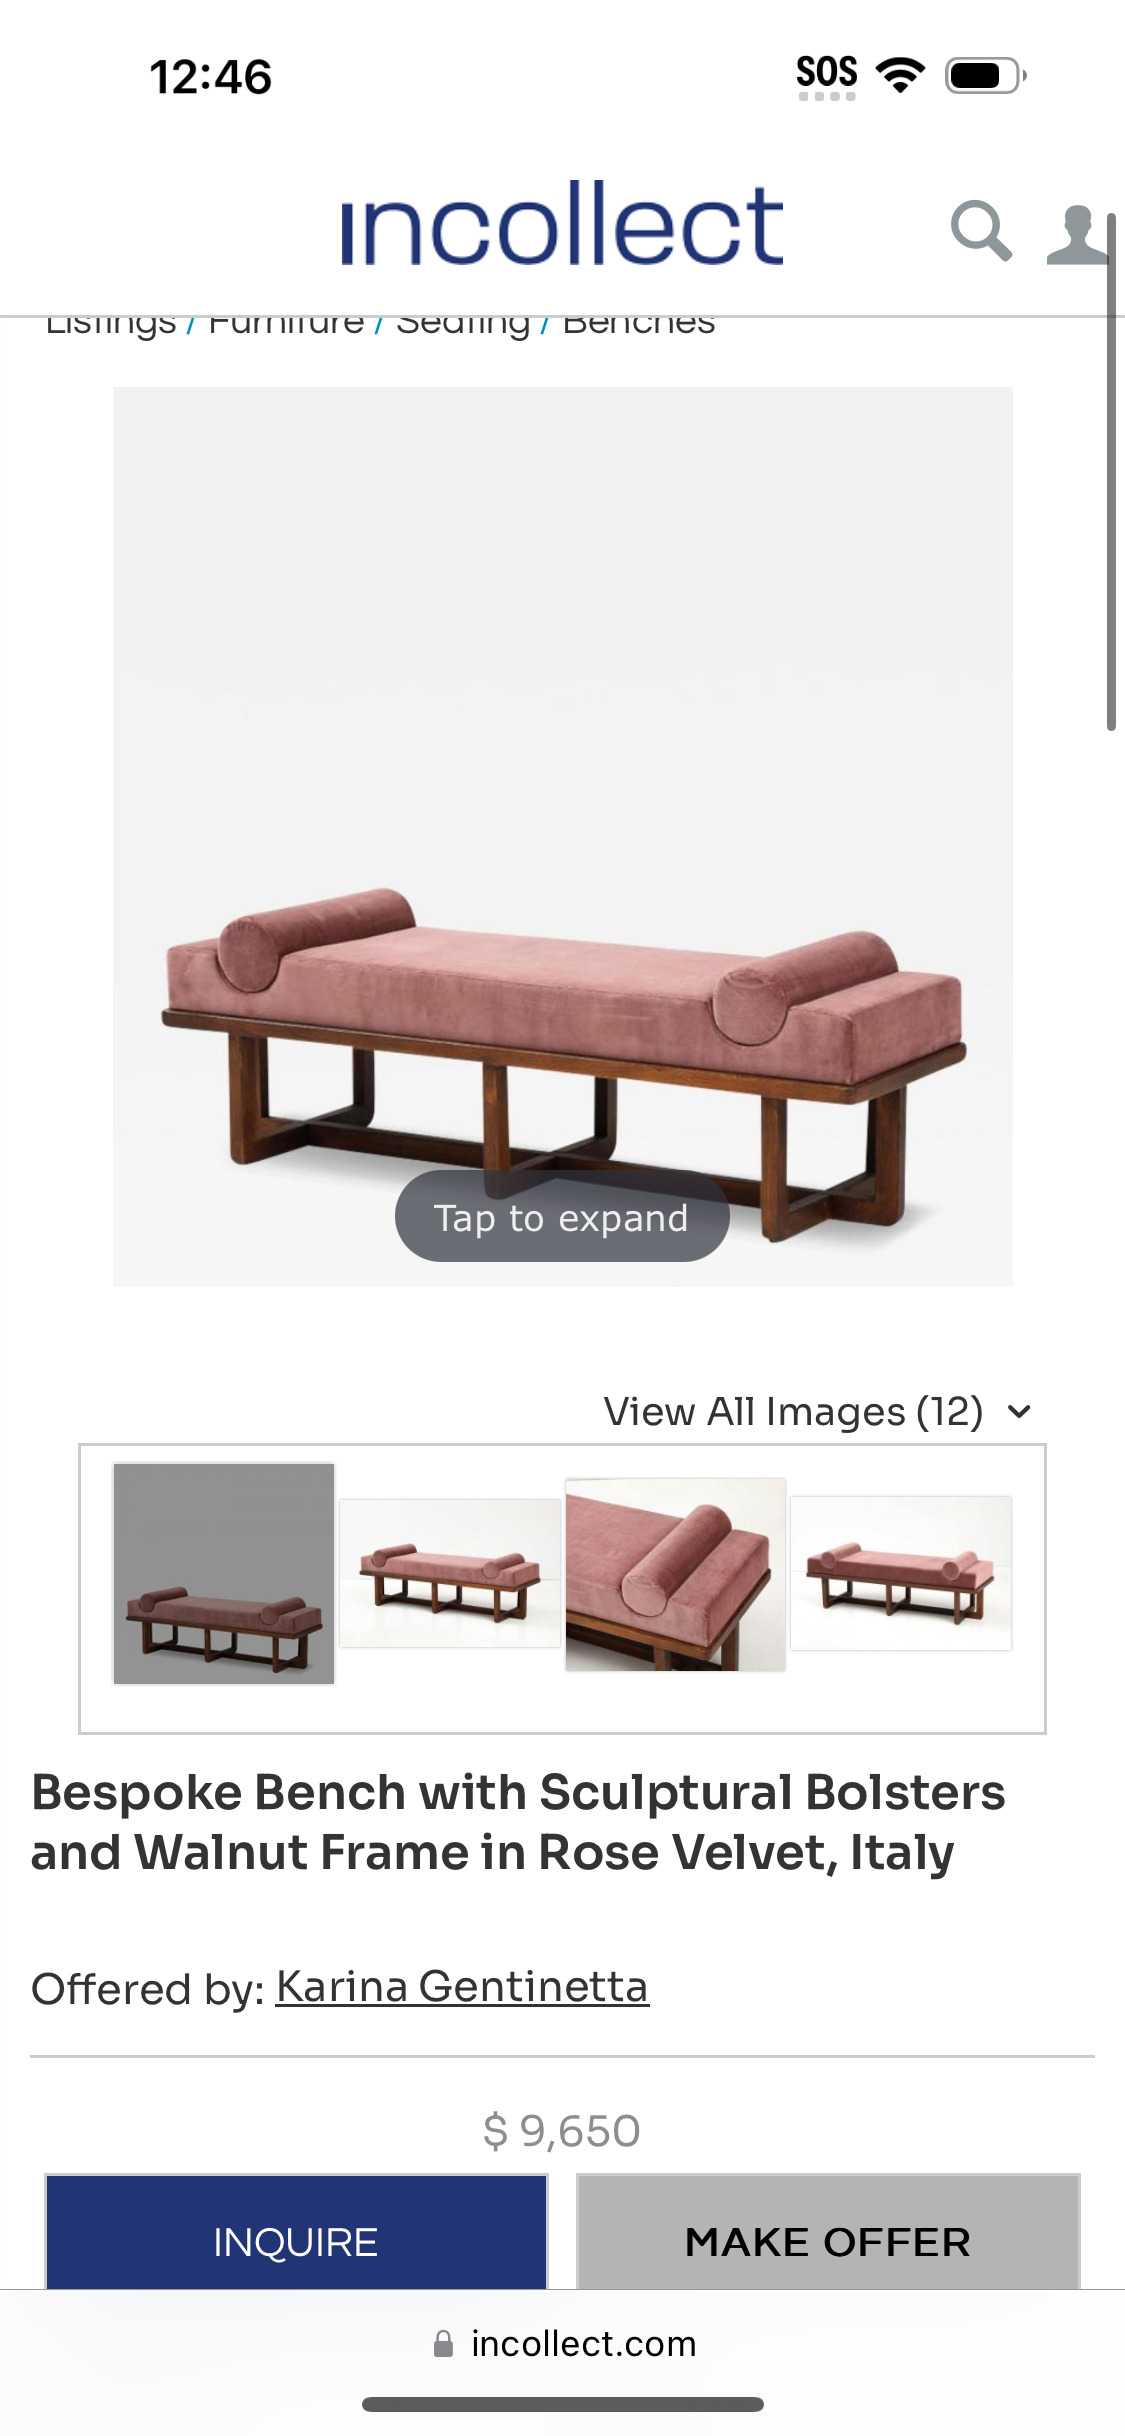 12:46
SOS
incollect
Listings / Furniture / Seating / Benches
Tap to expand
View All Images (12)
Bespoke Bench with Sculptural Bolsters
and Walnut Frame in Rose Velvet, Italy
Offered by: Karina Gentinetta
$ 9,650
INQUIRE
MAKE OFFER
incollect.com